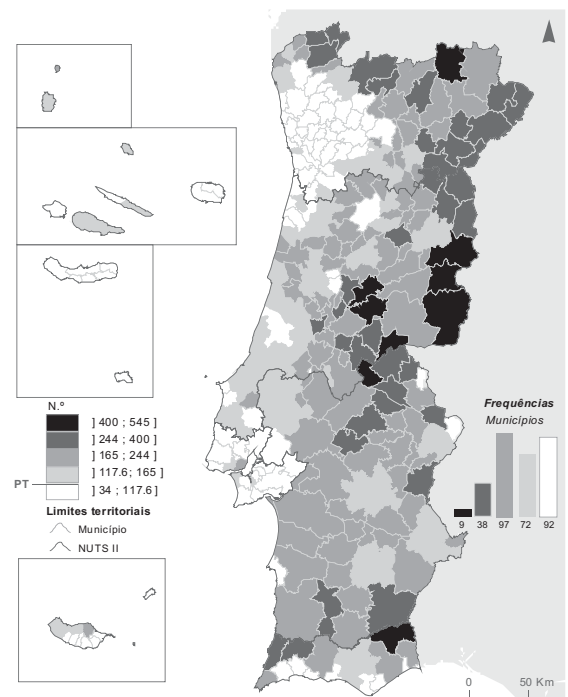 N.º
] 400 ; 545 ]
] 244 ; 400 ]
] 165 ; 244 ]
] 117.6; 165 ]
PT
] 34 ; 117.6 ]
Limites territoriais
Município
NUTS II
Frequências
Municípios
9 38 97 72 92
0 50 Km